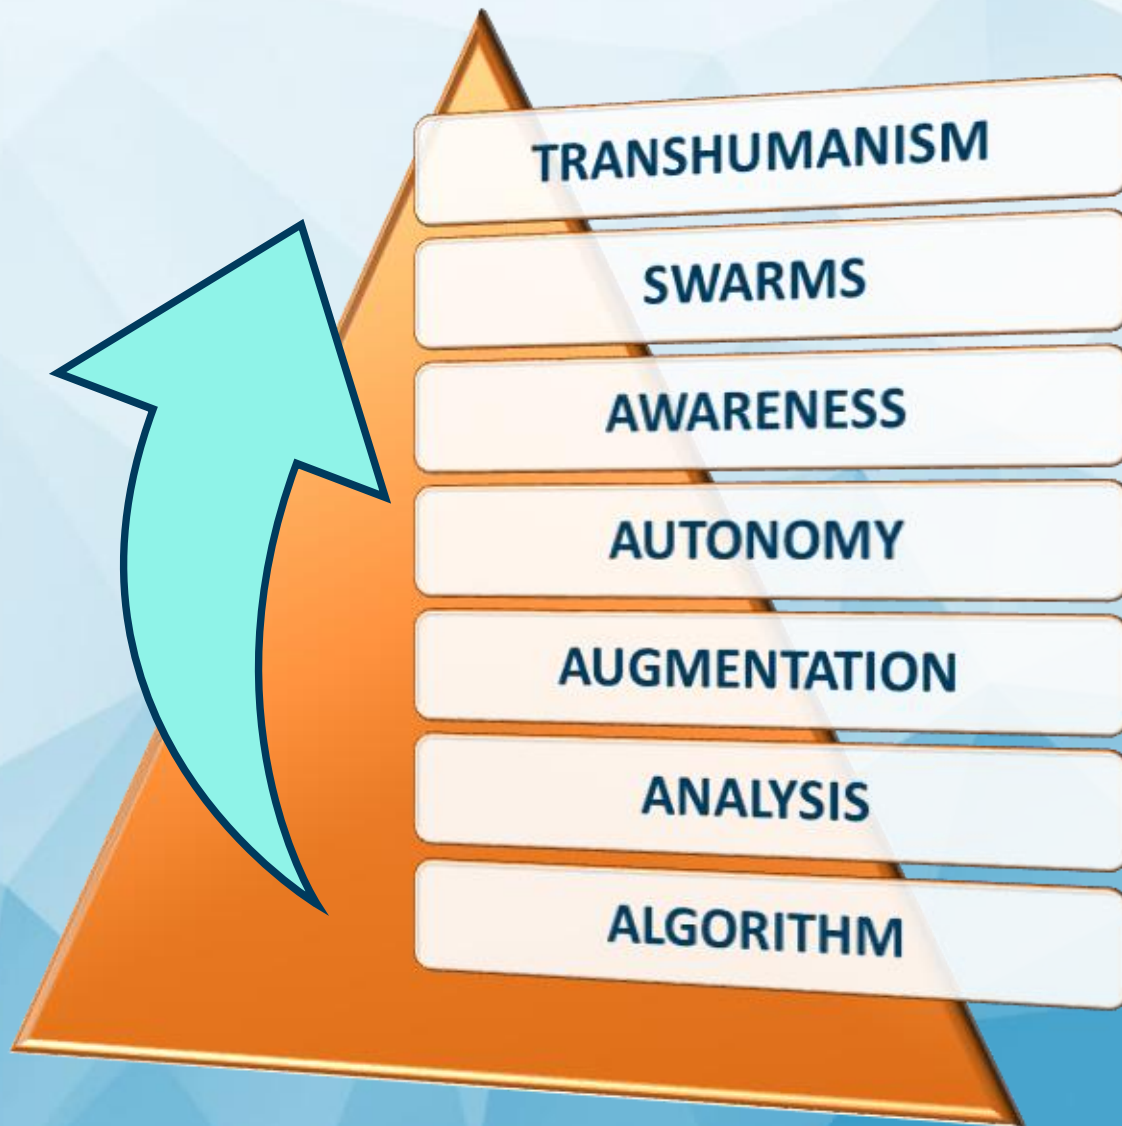 TRANSHUMANISM
SWARMS
AWARENESS
AUTONOMY
AUGMENTATION
ANALYSIS
ALGORITHM